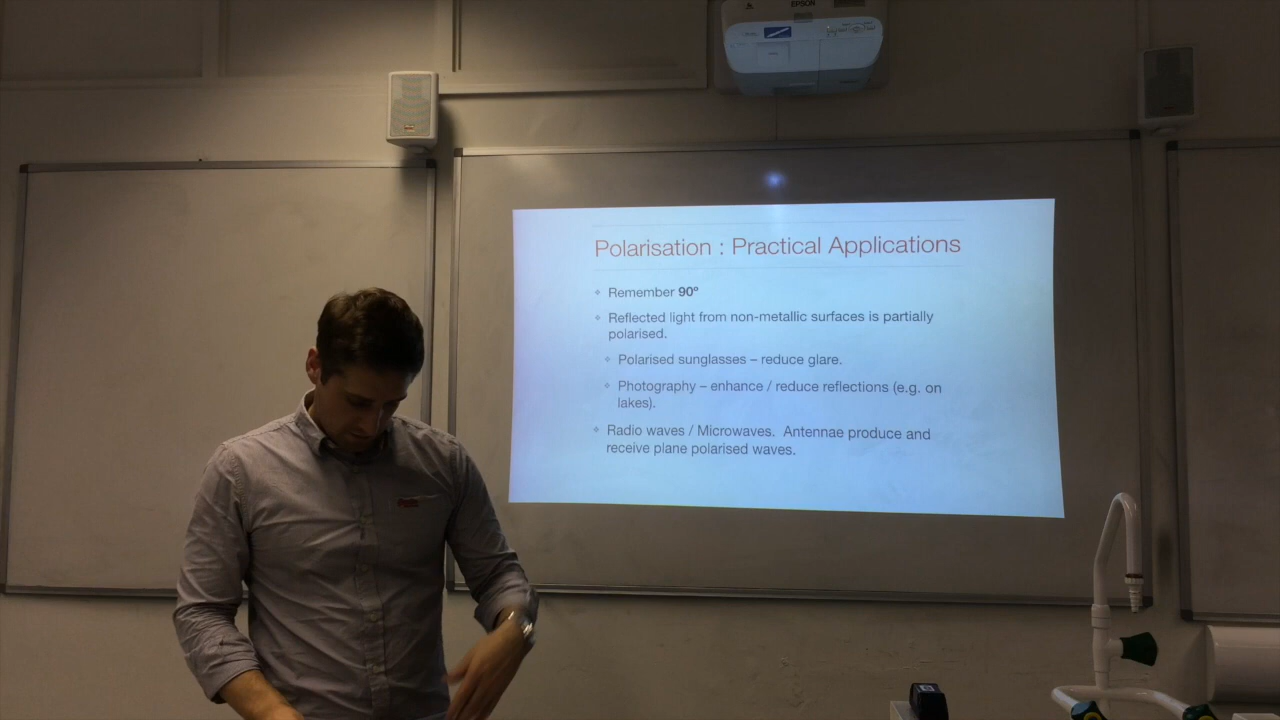 EPSON
Polarisation : Practical Applications
Remember 90º
Reflected light from non-metallic surfaces is partially
polarised.
Polarised sunglasses – reduce glare.
Photography – enhance / reduce reflections (e.g. on
lakes).
Radio waves / Microwaves. Antennae produce and
receive plane polarised waves.